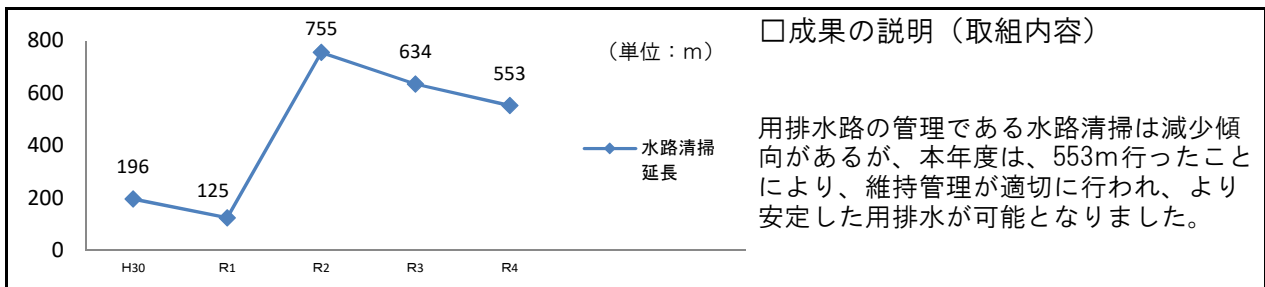 800
600
400
200
0
196
125
755
634
553
H30
R1
R2
R3
R4
（単位：ｍ）
水路清掃
延長
□成果の説明（取組内容）
用排水路の管理である水路清掃は減少傾
向があるが、本年度は、553ｍ行ったこと
により、維持管理が適切に行われ、より
安定した用排水が可能となりました。